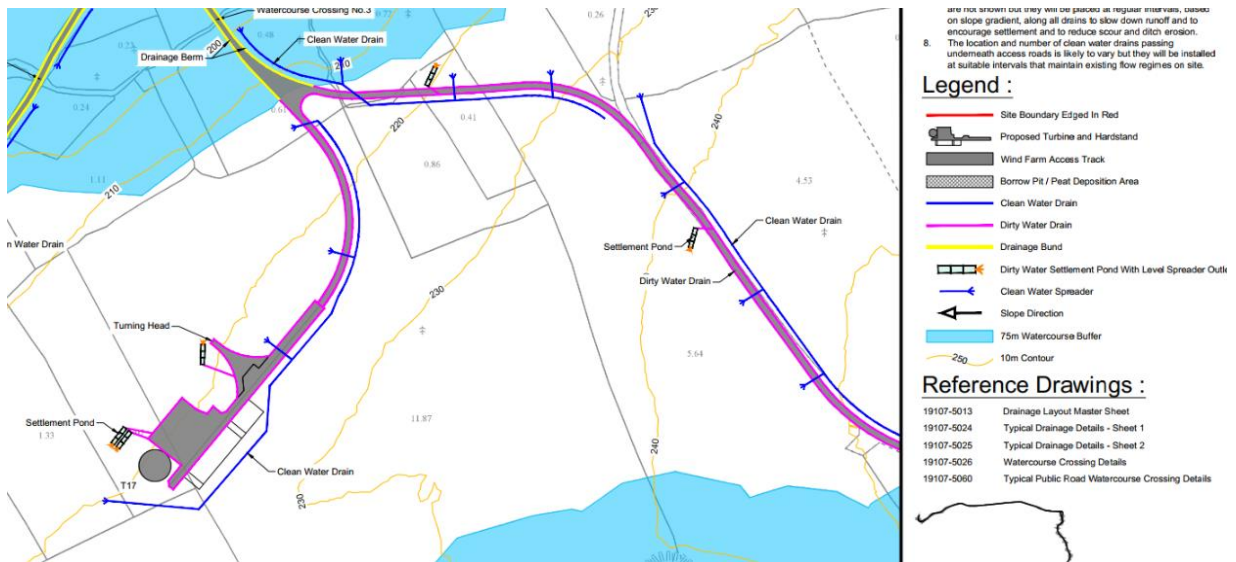 are not shown but they will be placed at regular intervals, based
on slope gradient, along all drains to slow down runoff and to
encourage settlement and to reduce scour and ditch erosion.
8. The location and number of clean water drains passing
underneath access roads is likely to vary but they will be installed
at suitable intervals that maintain existing flow regimes on site.
Legend :
Site Boundary Edged In Red
Proposed Turbine and Hardstand
Wind Farm Access Track
Borrow Pit / Peat Deposition Area
Clean Water Drain
Dirty Water Drain
Drainage Bund
Dirty Water Settlement Pond With Level Spreader Outle
Clean Water Spreader
Slope Direction
75m Watercourse Buffer
250
10m Contour
Reference Drawings :
19107-5013 Drainage Layout Master Sheet
19107-5024 Typical Drainage Details - Sheet 1
19107-5025 Typical Drainage Details - Sheet 2
19107-5026 Watercourse Crossing Details
19107-5060 Typical Public Road Watercourse Crossing Details
Watercourse Crossing No.3
0.72
0.26
230
200
0.48
Clean Water Drain
0.23
Drainage Berm
210
0.24
0.61
0.41
220
240
0.86
1.11
4.53
210
Clean Water Drain
n Water Drain
Settlement Pond
Dirty Water Drain
230
Turning Head
5.64
Settlement Pond
1.33
11.87
240
Clean Water Drain
T17
230